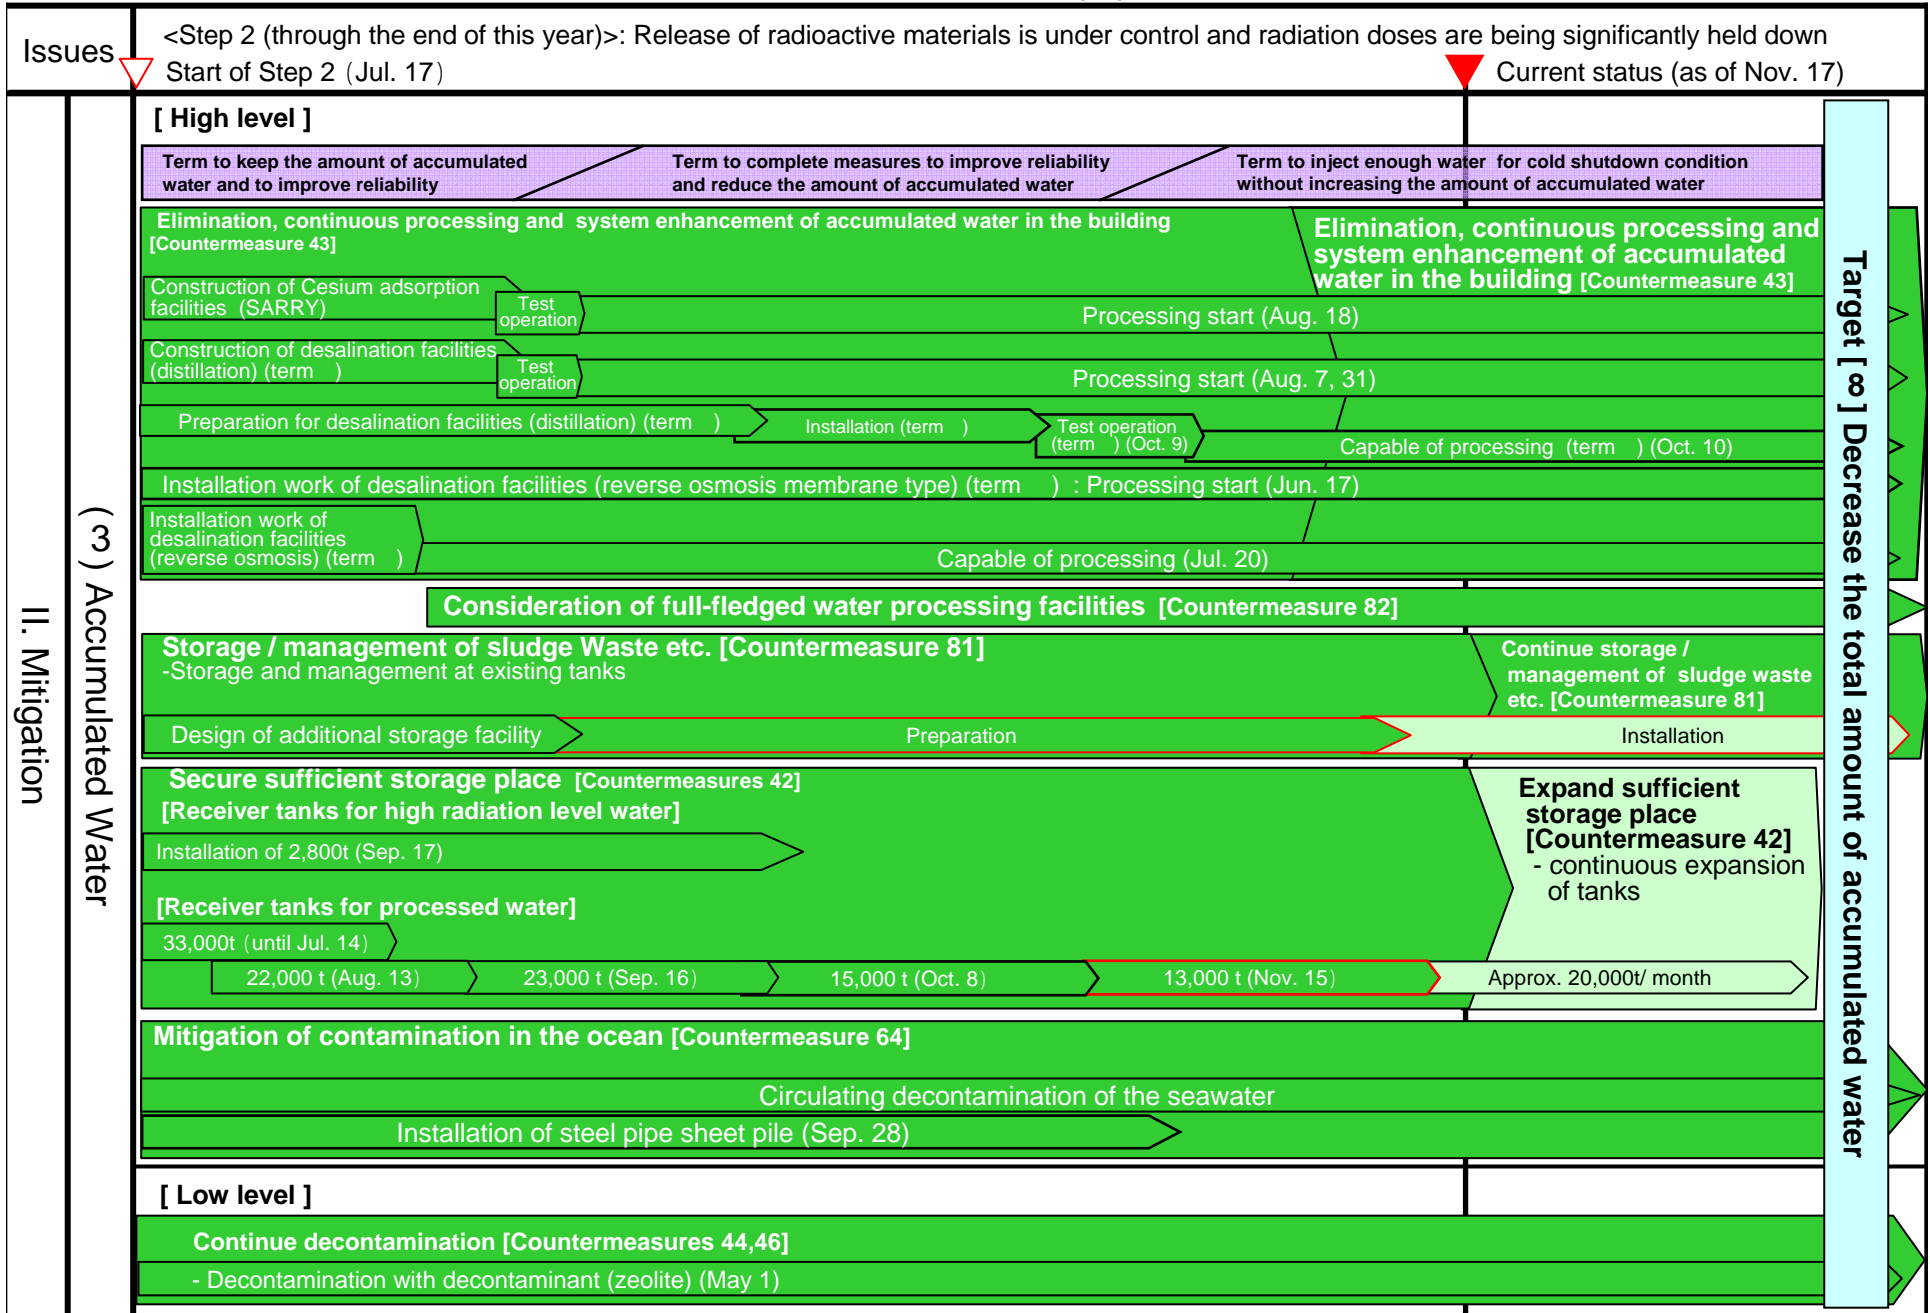 Issues
<Step 2 (through the end of this year)>: Release of radioactive materials is under control and radiation doses are being significantly held down
Start of Step 2 (Jul. 17)
Current status (as of Nov. 17)
II. Mitigation
(3) Accumulated Water
[ High level ]
Term to keep the amount of accumulated
water and to improve reliability
Term to complete measures to improve reliability
and reduce the amount of accumulated water
Term to inject enough water for cold shutdown condition
without increasing the amount of accumulated water
Elimination, continuous processing and system enhancement of accumulated water in the building
[Countermeasure 43]
Elimination, continuous processing and
system enhancement of accumulated
water in the building [Countermeasure 43]
Construction of Cesium adsorption
facilities (SARRY)
Test
operation
Processing start (Aug. 18)
Construction of desalination facilities
(distillation) (term )
Test
operation
Processing start (Aug. 7, 31)
Preparation for desalination facilities (distillation) (term )
Installation (term )
Test operation
(term ) (Oct. 9)
Capable of processing (term ) (Oct. 10)
Installation work of desalination facilities (reverse osmosis membrane type) (term ) : Processing start (Jun. 17)
Installation work of
desalination facilities
(reverse osmosis) (term )
Capable of processing (Jul. 20)
Consideration of full-fledged water processing facilities [Countermeasure 82]
Storage / management of sludge Waste etc. [Countermeasure 81]
-Storage and management at existing tanks
Continue storage /
management of sludge waste
etc. [Countermeasure 81]
Design of additional storage facility
Preparation
Installation
Secure sufficient storage place [Countermeasures 42]
[Receiver tanks for high radiation level water]
Installation of 2,800t (Sep. 17)
[Receiver tanks for processed water]
33,000t (until Jul. 14)
22,000 t (Aug. 13)
23,000 t (Sep. 16)
15,000 t (Oct. 8)
13,000 t (Nov. 15)
Approx. 20,000t/ month
Expand sufficient
storage place
[Countermeasure 42]
- continuous expansion
of tanks
Mitigation of contamination in the ocean [Countermeasure 64]
Circulating decontamination of the seawater
Installation of steel pipe sheet pile (Sep. 28)
[ Low level ]
Continue decontamination [Countermeasures 44,46]
- Decontamination with decontaminant (zeolite) (May 1)
Target [ 8 ] Decrease the total amount of accumulated water